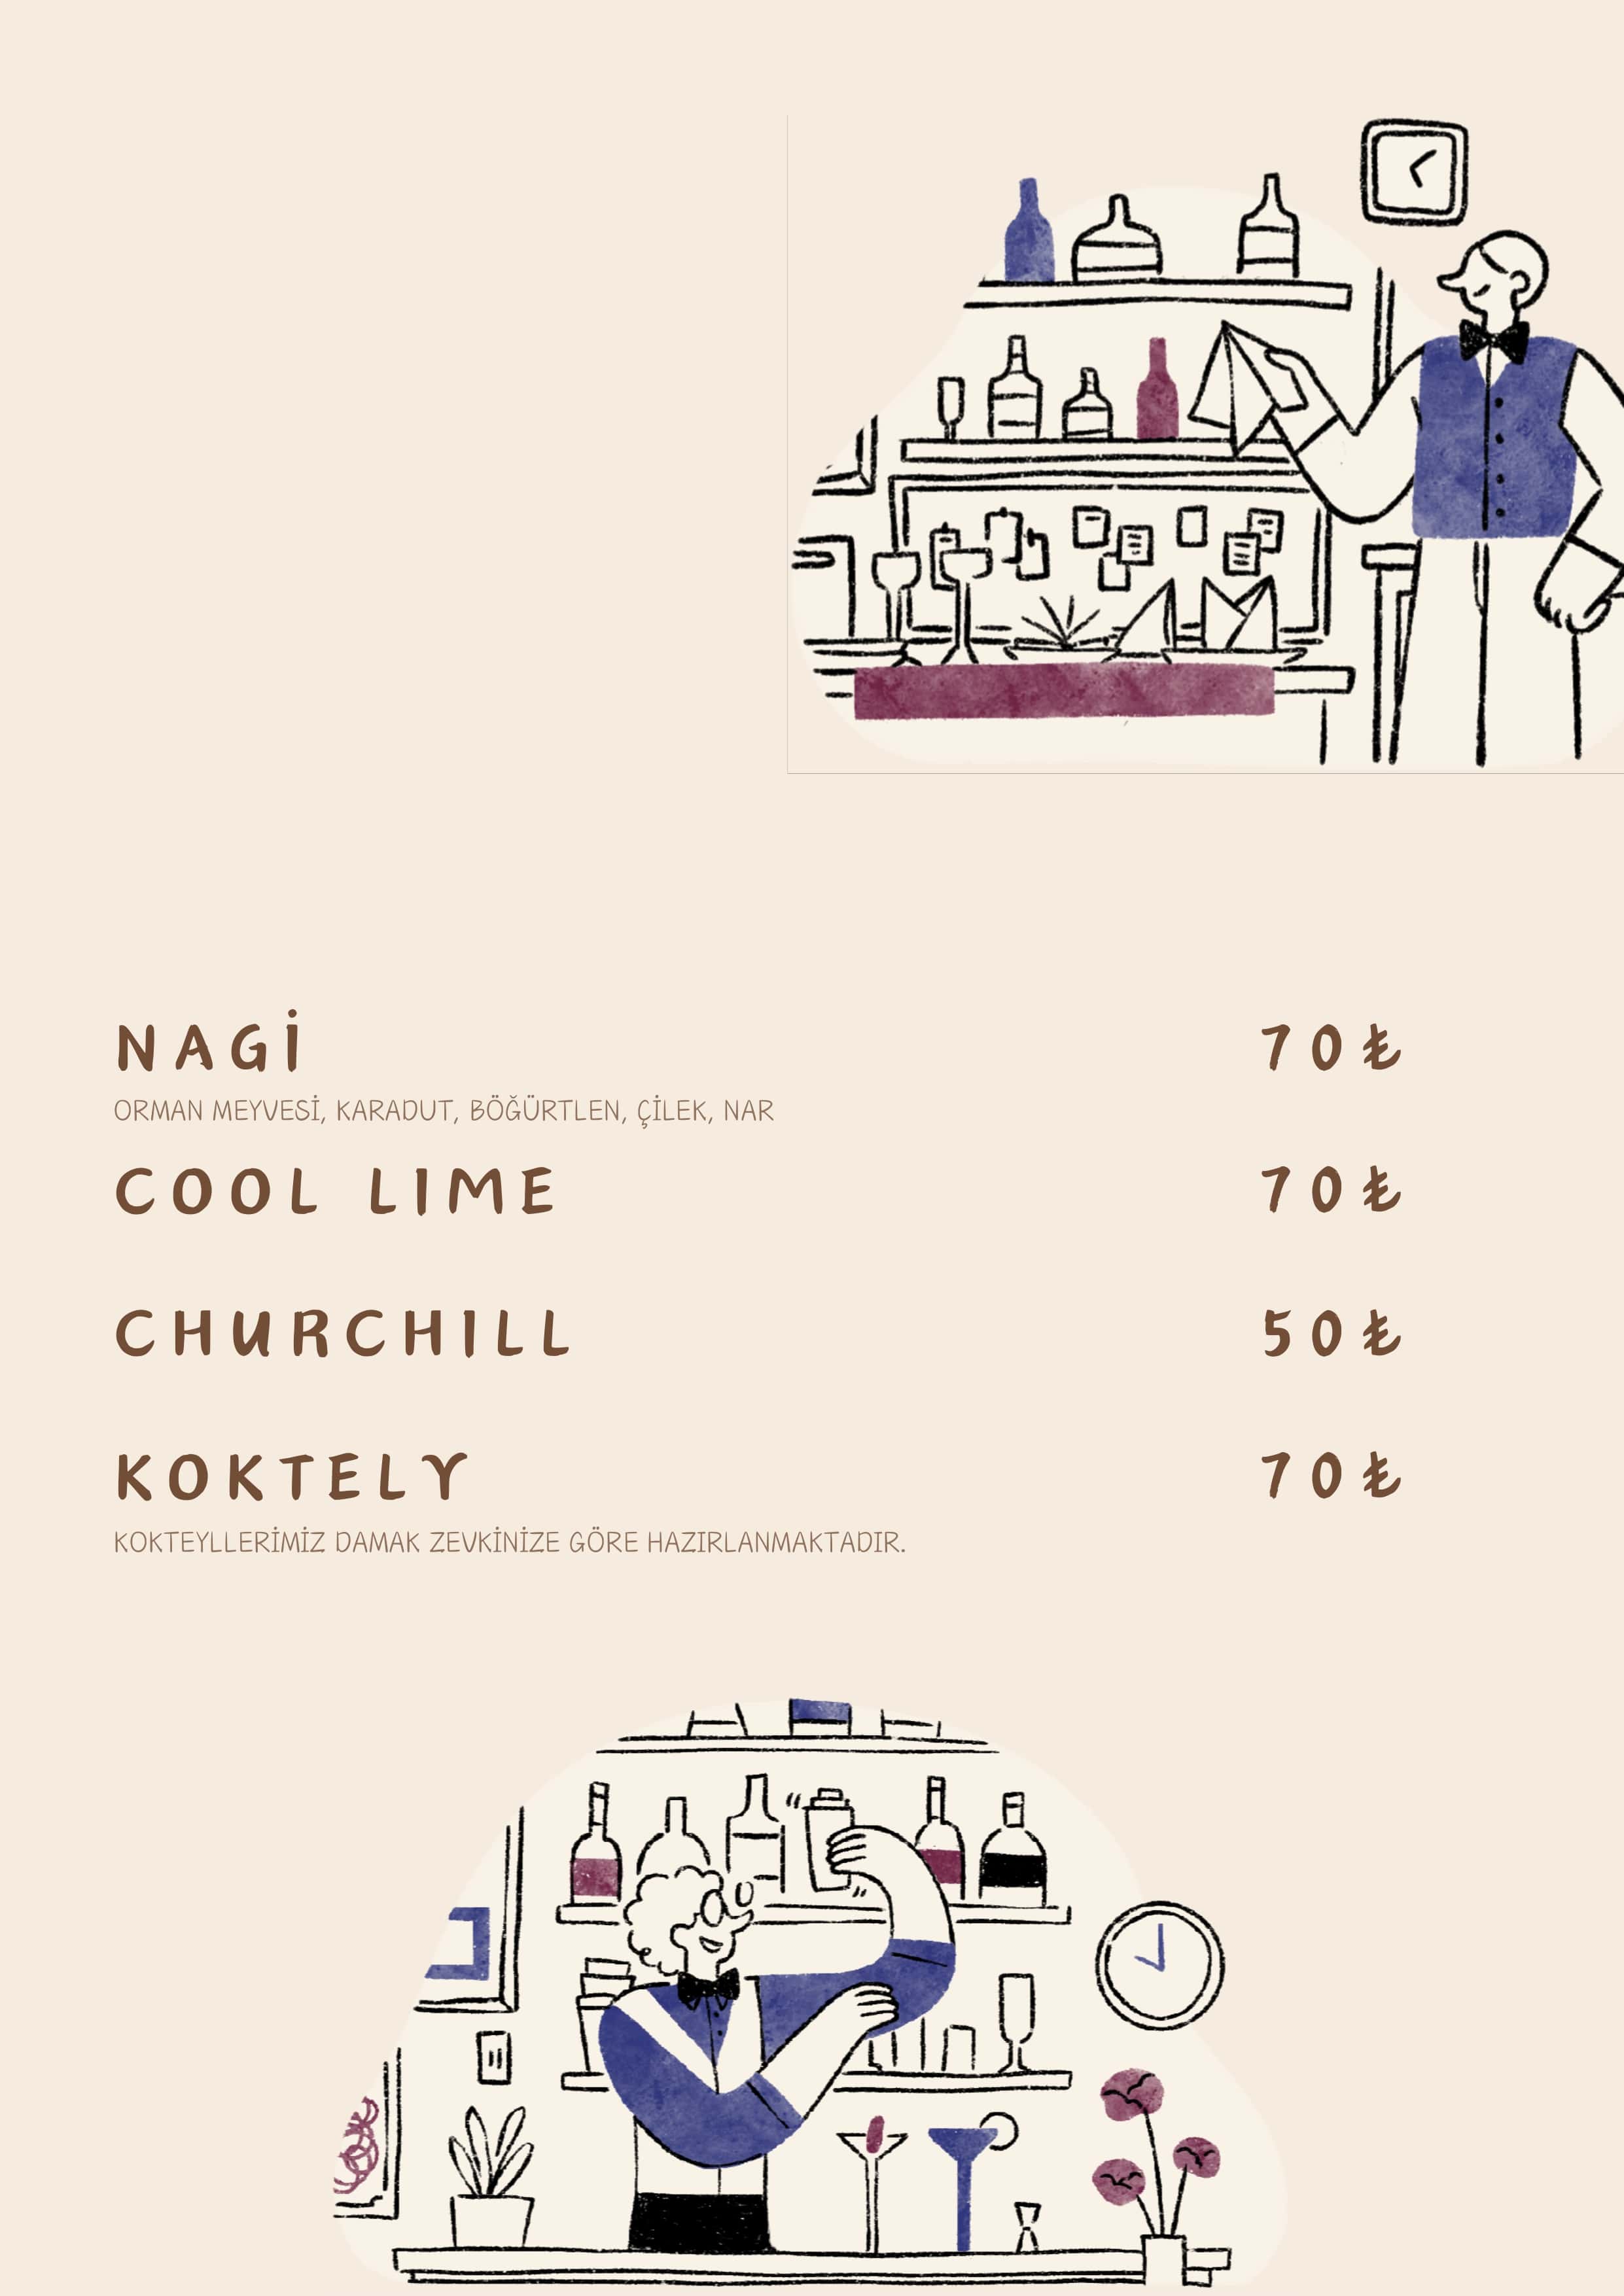 NAGİ 70₺
ORMAN MEYVESİ, KARADUT, BÖĞÜRTLEN, ÇİLEK, NAR
COOL LIME 70₺
CHURCHILL 50₺
KOKTELY 70₺
KOKTEYLLERİMİZ DAMAK ZEVKİNİZE GÖRE HAZIRLANMAKTADIR.